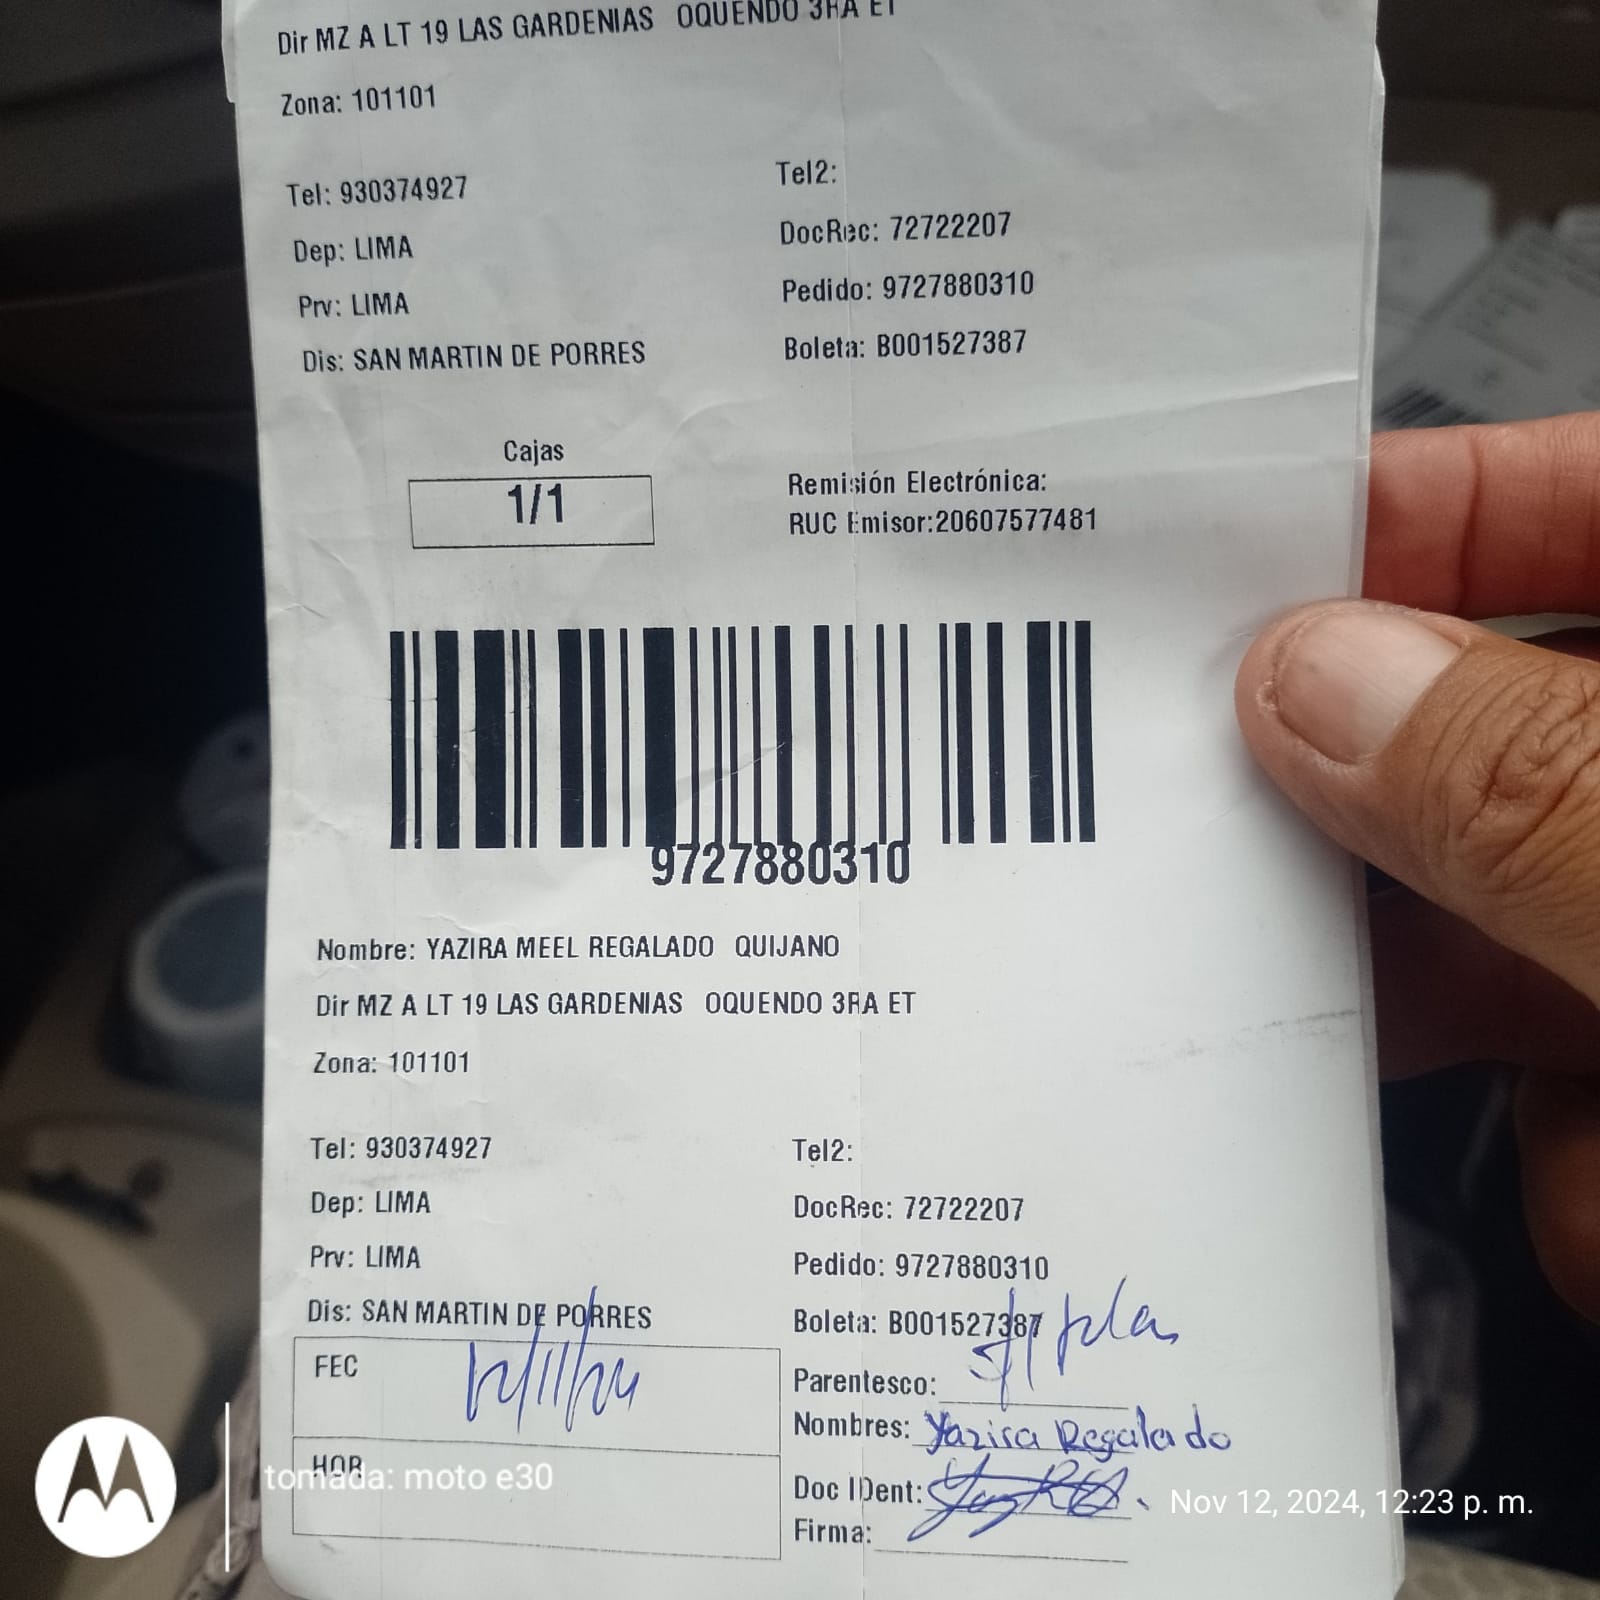 Dir MZ A LT 19 LAS GARDENIAS OQUENDO 3RA ET
Zona: 101101
Tel: 930374927
Tel2:
Dep: LIMA
DocRec: 72722207
Prv: LIMA
Pedido: 9727880310
Dis: SAN MARTIN DE PORRES
Boleta: B001527387
Cajas
1/1
Remisión Electrónica:
RUC Emisor:20607577481
9727880310
Nombre: YAZIRA MEEL REGALADO QUIJANO
Dir MZ A LT 19 LAS GARDENIAS OQUENDO 3RA ET
Zona: 101101
Tel: 930374927
Tel2:
Dep: LIMA
DocRec: 72722207
Prv: LIMA
Pedido: 9727880310
Dis: SAN MARTIN DE PORRES
Boleta: B001527387
FEC 12/11/24
Parentesco:
Nombres: Yazira Regalado
HOR
Doc IDent:
Firma:
tomada: moto e30
Nov 12, 2024, 12:23 p. m.